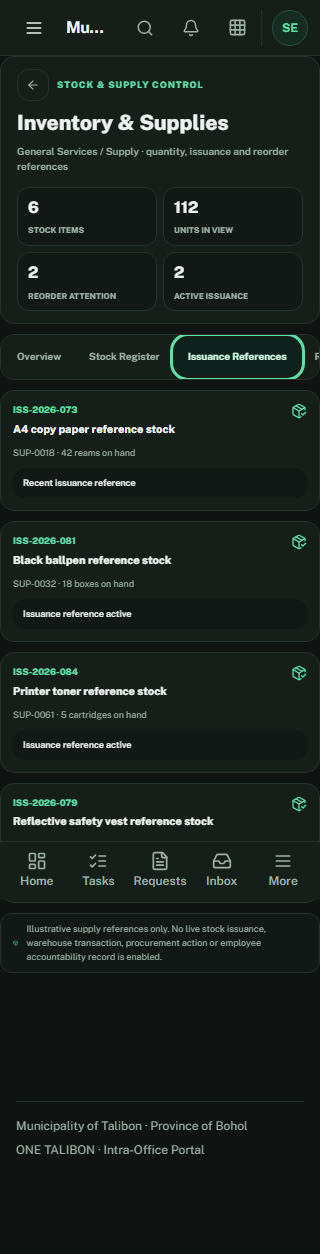 Mu...
SE
STOCK & SUPPLY CONTROL
Inventory & Supplies
General Services / Supply · quantity, issuance and reorder
references
6
STOCK ITEMS
112
UNITS IN VIEW
2
REORDER ATTENTION
2
ACTIVE ISSUANCE
Overview
Stock Register
Issuance References
ISS-2026-073
A4 copy paper reference stock
SUP-0018 · 42 reams on hand
Recent issuance reference
ISS-2026-081
Black ballpen reference stock
SUP-0032 · 18 boxes on hand
Issuance reference active
ISS-2026-084
Printer toner reference stock
SUP-0061 · 5 cartridges on hand
Issuance reference active
ISS-2026-079
Reflective safety vest reference stock
Home
Tasks
Requests
Inbox
More
Illustrative supply references only. No live stock issuance,
warehouse transaction, procurement action or employee
accountability record is enabled.
Municipality of Talibon · Province of Bohol
ONE TALIBON · Intra-Office Portal